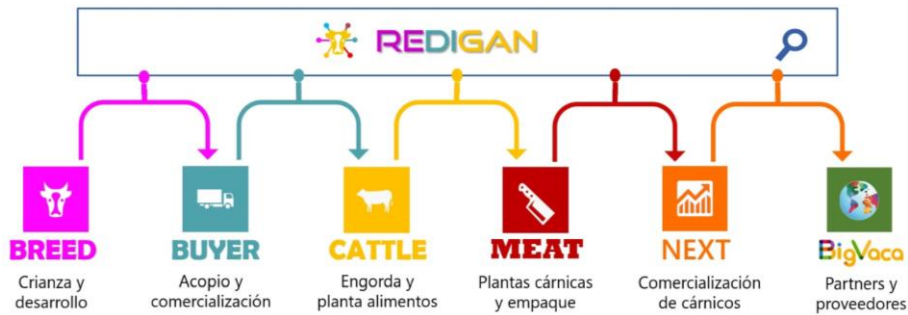 REDIGAN
BREED
Crianza y
desarrollo
BUYER
Acopio y
comercialización
CATTLE
Engorda y
planta alimentos
MEAT
Plantas cárnicas
y empaque
NEXT
Comercialización
de cárnicos
BigVaca
Partners y
proveedores